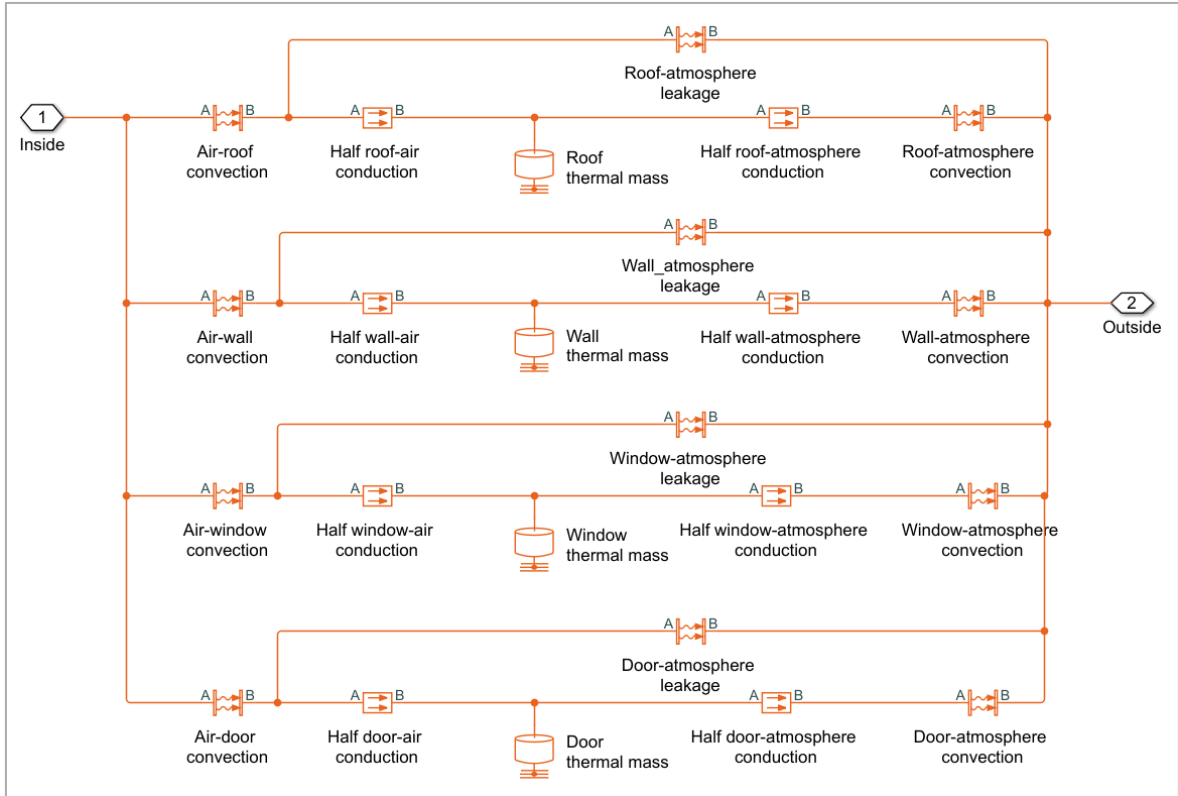 A B
Roof-atmosphere
leakage
1
Inside
A B
A B
A B
A B
Air-roof
convection
Half roof-air
conduction
Roof
thermal mass
Half roof-atmosphere
conduction
Roof-atmosphere
convection
A B
Wall_atmosphere
leakage
A B
A B
A B
A B
2
Outside
Air-wall
convection
Half wall-air
conduction
Wall
thermal mass
Half wall-atmosphere
conduction
Wall-atmosphere
convection
A B
Window-atmosphere
leakage
A B
A B
A B
A B
Air-window
convection
Half window-air
conduction
Window
thermal mass
Half window-atmosphere
conduction
Window-atmosphere
convection
A B
Door-atmosphere
leakage
A B
A B
A B
A B
Air-door
convection
Half door-air
conduction
Door
thermal mass
Half door-atmosphere
conduction
Door-atmosphere
convection